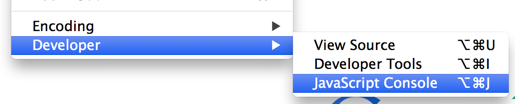 Encoding ▶
Developer ▶
View Source ⌥⌘U
Developer Tools ⌥⌘I
JavaScript Console ⌥⌘J